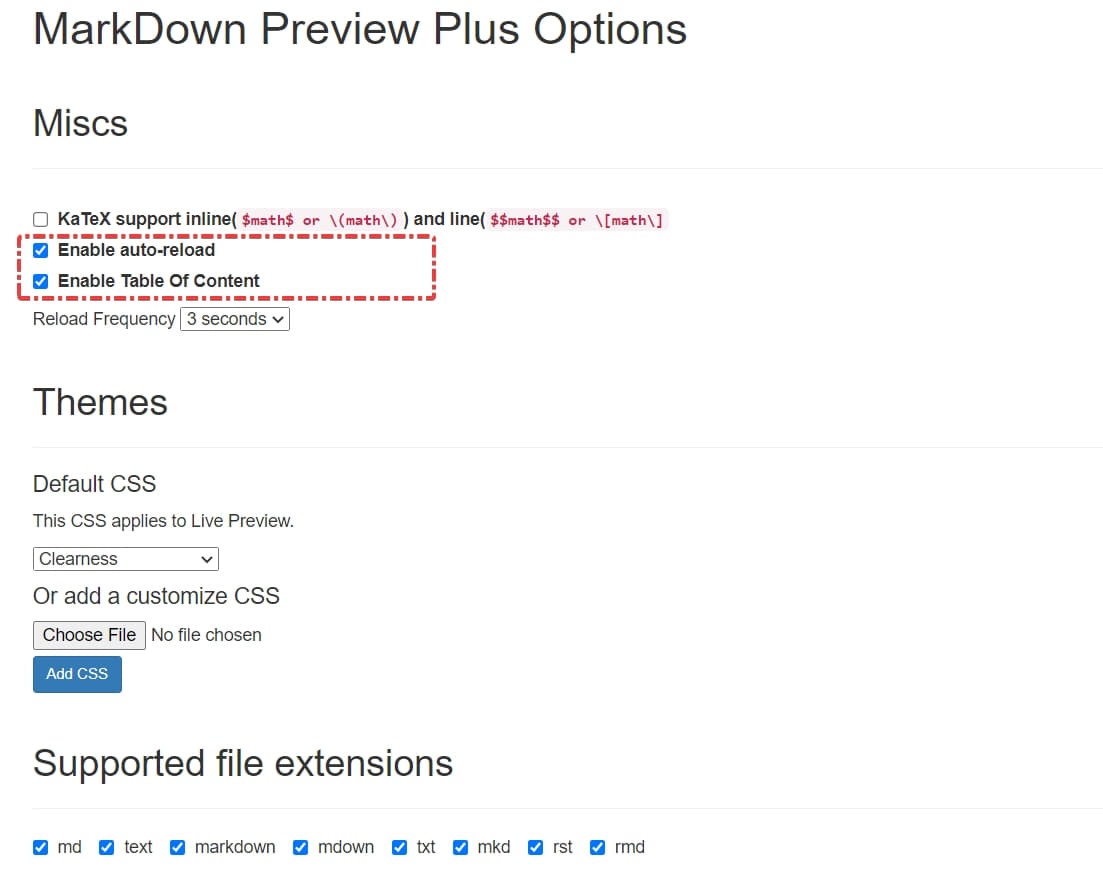 MarkDown Preview Plus Options
Miscs
KaTeX support inline( $math$ or \(math\) ) and line( $$math$$ or \[math\]
Enable auto-reload
Enable Table Of Content
Reload Frequency 3 seconds
Themes
Default CSS
This CSS applies to Live Preview.
Clearness
Or add a customize CSS
Choose File No file chosen
Add CSS
Supported file extensions
md text markdown mdown txt mkd rst rmd